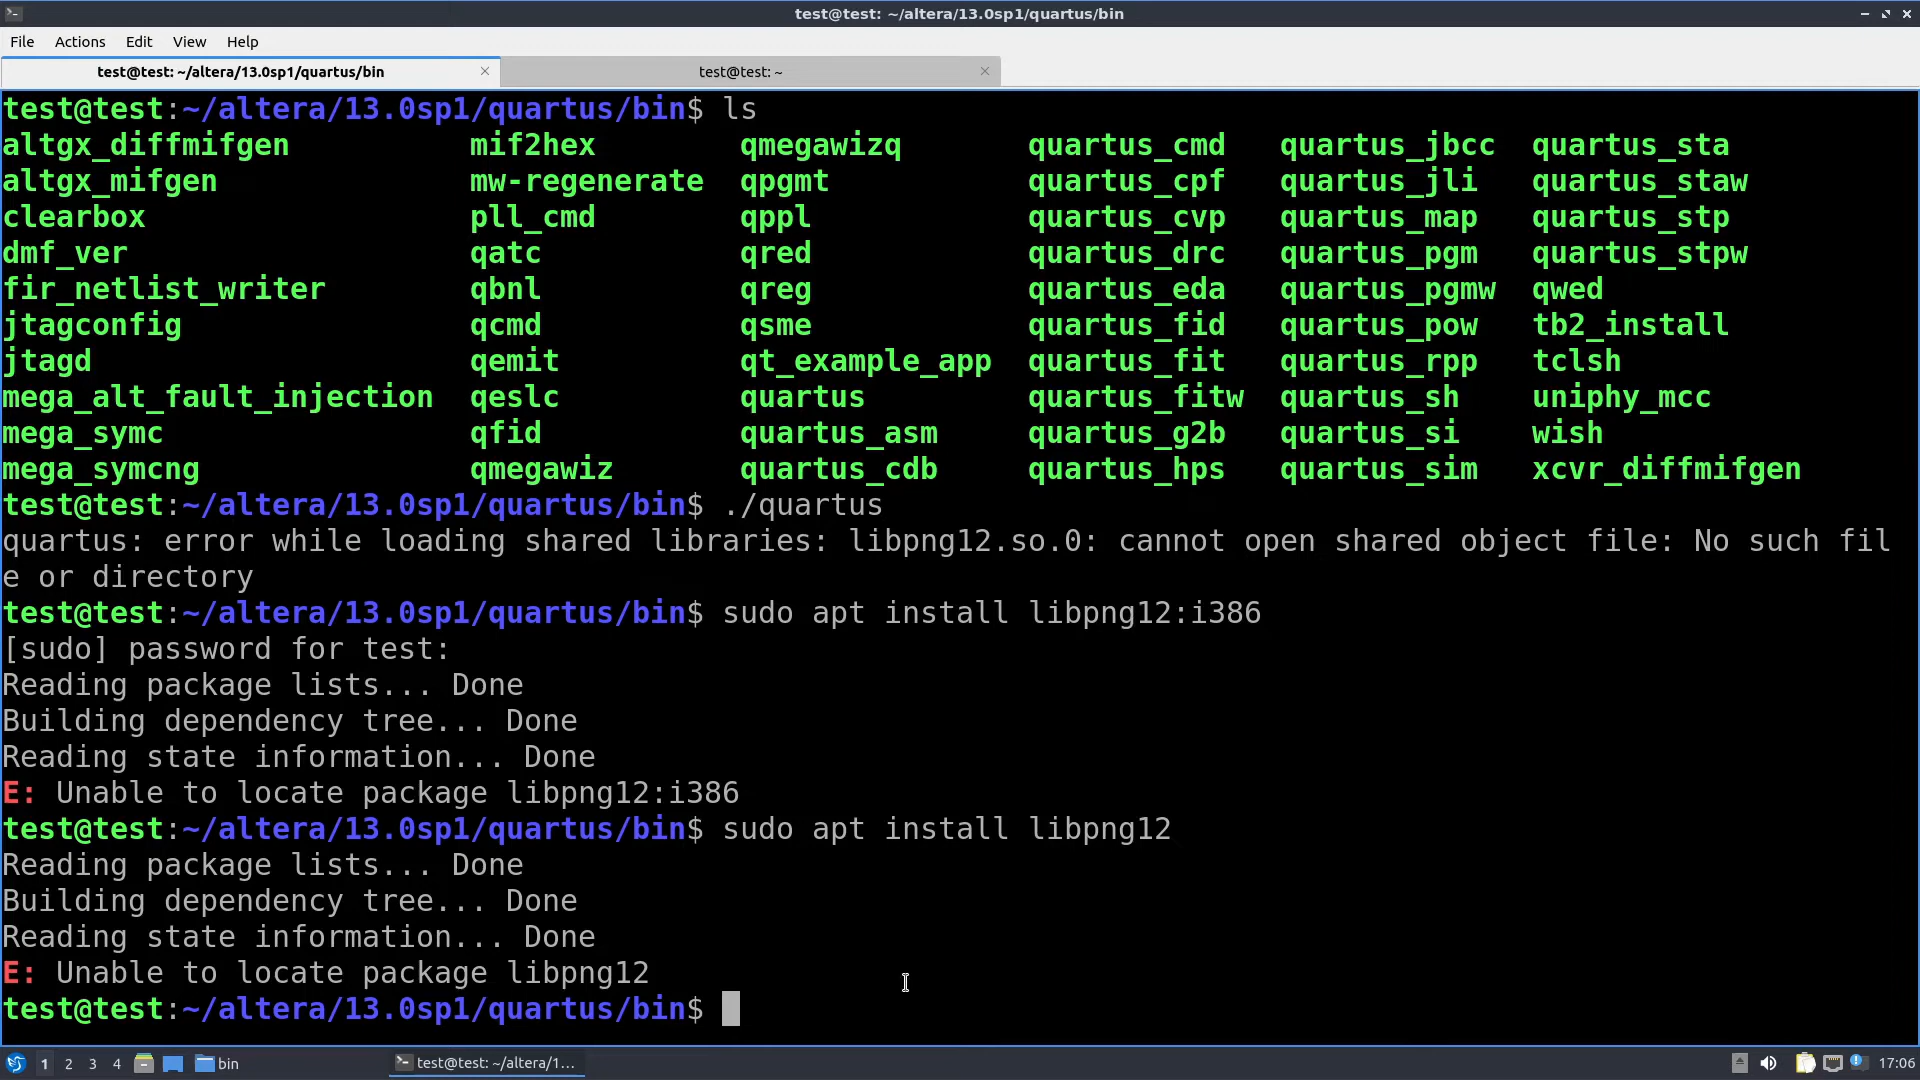 test@test: ~/altera/13.0sp1/quartus/bin
File Actions Edit View Help
test@test: ~/altera/13.0sp1/quartus/bin test@test: ~
test@test:~/altera/13.0sp1/quartus/bin$ ls
altgx_diffmifgen mif2hex qmegawizq quartus_cmd quartus_jbcc quartus_sta
altgx_mifgen mw-regenerate qpgmt quartus_cpf quartus_jli quartus_staw
clearbox pll_cmd qppl quartus_cvp quartus_map quartus_stp
dmf_ver qatc qred quartus_drc quartus_pgm quartus_stpw
fir_netlist_writer qbnl qreg quartus_eda quartus_pgmw qwed
jtagconfig qcmd qsme quartus_fid quartus_pow tb2_install
jtagd qemit qt_example_app quartus_fit quartus_rpp tclsh
mega_alt_fault_injection qeslc quartus quartus_fitw quartus_sh uniphy_mcc
mega_symc qfid quartus_asm quartus_g2b quartus_si wish
mega_symcng qmegawiz quartus_cdb quartus_hps quartus_sim xcvr_diffmifgen
test@test:~/altera/13.0sp1/quartus/bin$ ./quartus
quartus: error while loading shared libraries: libpng12.so.0: cannot open shared object file: No such fil
e or directory
test@test:~/altera/13.0sp1/quartus/bin$ sudo apt install libpng12:i386
[sudo] password for test:
Reading package lists... Done
Building dependency tree... Done
Reading state information... Done
E: Unable to locate package libpng12:i386
test@test:~/altera/13.0sp1/quartus/bin$ sudo apt install libpng12
Reading package lists... Done
Building dependency tree... Done
Reading state information... Done
E: Unable to locate package libpng12
test@test:~/altera/13.0sp1/quartus/bin$
1 2 3 4 bin test@test: ~/altera/1... 17:06